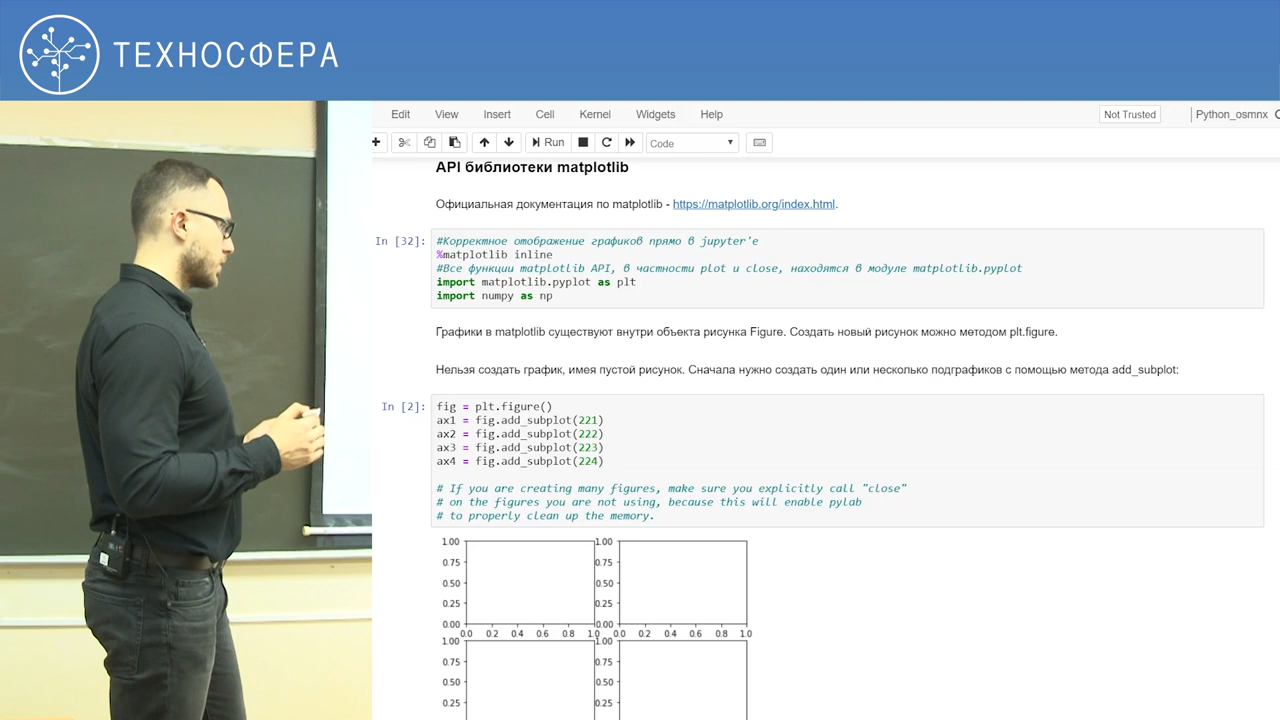 ТЕХНОСФЕРА
Edit View Insert Cell Kernel Widgets Help Not Trusted Python_osmnx
Run Code
API библиотеки matplotlib
Официальная документация по matplotlib - https://matplotlib.org/index.html.
In [32]: #Корректное отображение графиков прямо в jupyter'е
%matplotlib inline
#Все функции matplotlib API, в частности plot и close, находятся в модуле matplotlib.pyplot
import matplotlib.pyplot as plt
import numpy as np
Графики в matplotlib существуют внутри объекта рисунка Figure. Создать новый рисунок можно методом plt.figure.
Нельзя создать график, имея пустой рисунок. Сначала нужно создать один или несколько подграфиков с помощью метода add_subplot:
In [2]: fig = plt.figure()
ax1 = fig.add_subplot(221)
ax2 = fig.add_subplot(222)
ax3 = fig.add_subplot(223)
ax4 = fig.add_subplot(224)
# If you are creating many figures, make sure you explicitly call "close"
# on the figures you are not using, because this will enable pylab
# to properly clean up the memory.
1.00 1.00
0.75 0.75
0.50 0.50
0.25 0.25
0.00 0.00
0.0 0.2 0.4 0.6 0.8 1.0 0.0 0.2 0.4 0.6 0.8 1.0
1.00 1.00
0.75 0.75
0.50 0.50
0.25 0.25